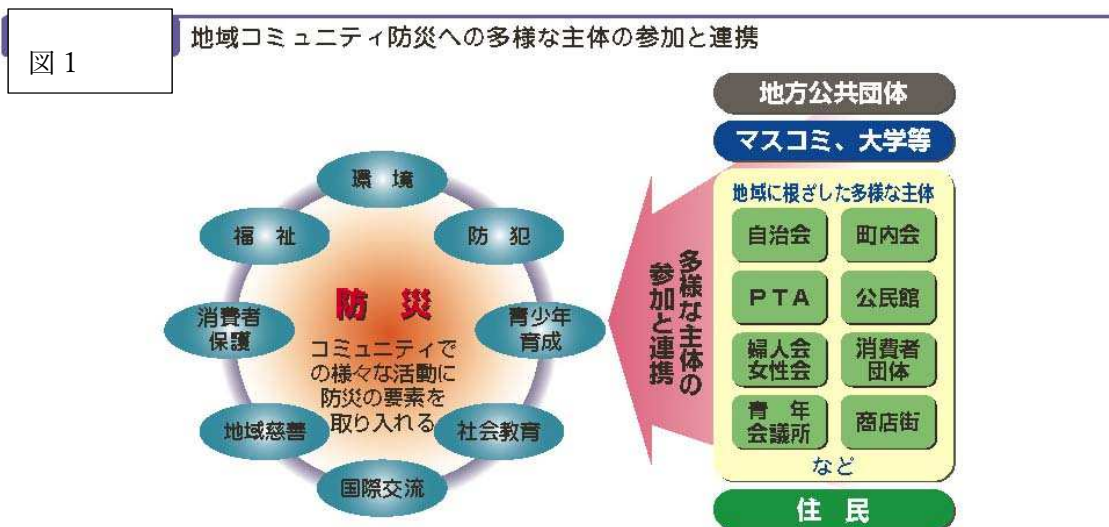 図1
地域コミュニティ防災への多様な主体の参加と連携
環 境
福 祉
防 犯
消費者
保護
青少年
育成
地域慈善
社会教育
国際交流
防 災
コミュニティで
の様々な活動に
防災の要素を
取り入れる
多様な主体の
参加と連携
地方公共団体
マスコミ、大学等
地域に根ざした多様な主体
自治会
町内会
PTA
公民館
婦人会
女性会
消費者
団体
青 年
会議所
商店街
など
住 民